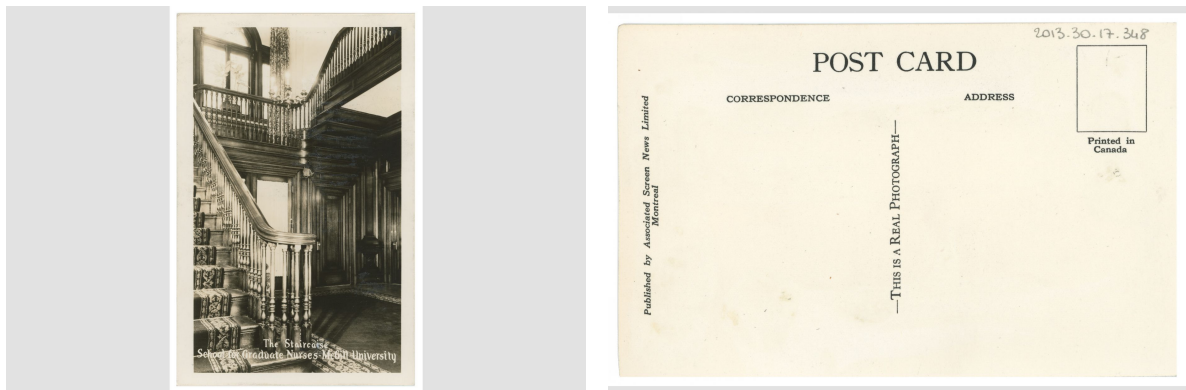 The Staircase
School for Graduate Nurses-McGill University
2013.30.17.348
POST CARD
CORRESPONDENCE
ADDRESS
Printed in
Canada
—THIS IS A REAL PHOTOGRAPH—
Published by Associated Screen News Limited
Montreal